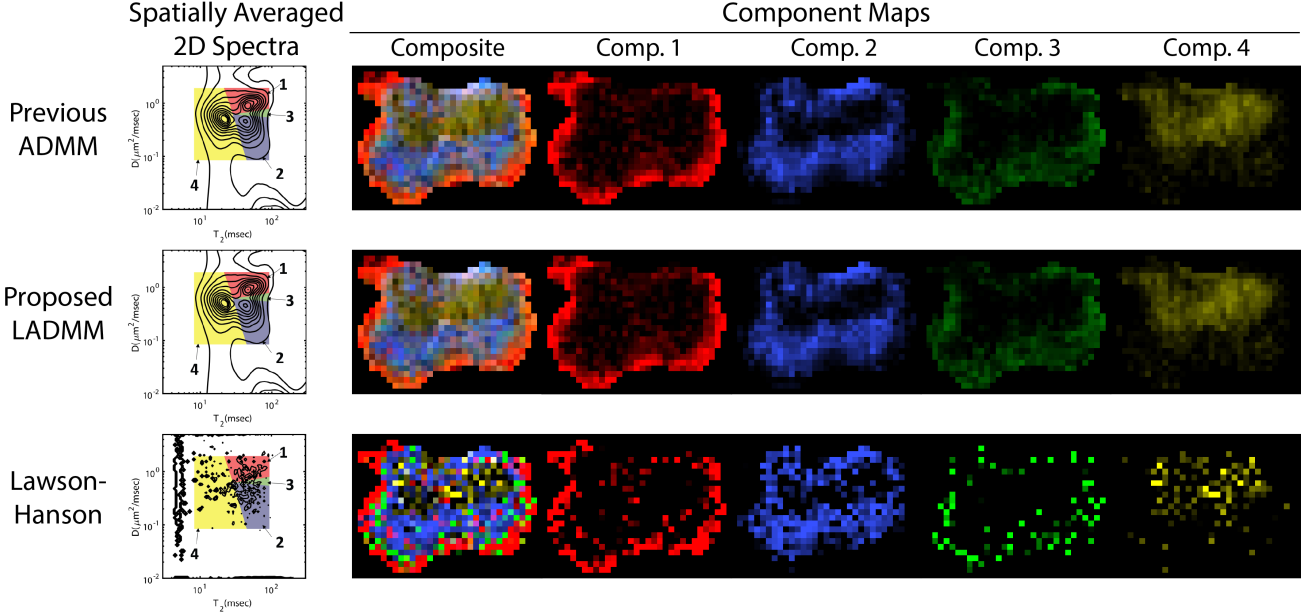 Spatially Averaged
2D Spectra
Component Maps
Composite
Comp. 1
Comp. 2
Comp. 3
Comp. 4
Previous
ADMM
D(μm²/msec)
10⁰
10⁻¹
10⁻²
10¹
10²
T₂(msec)
1
3
2
4
Proposed
LADMM
D(μm²/msec)
10⁰
10⁻¹
10⁻²
10¹
10²
T₂(msec)
1
3
2
4
Lawson-
Hanson
D(μm²/msec)
10⁰
10⁻¹
10⁻²
10¹
10²
T₂(msec)
1
3
2
4